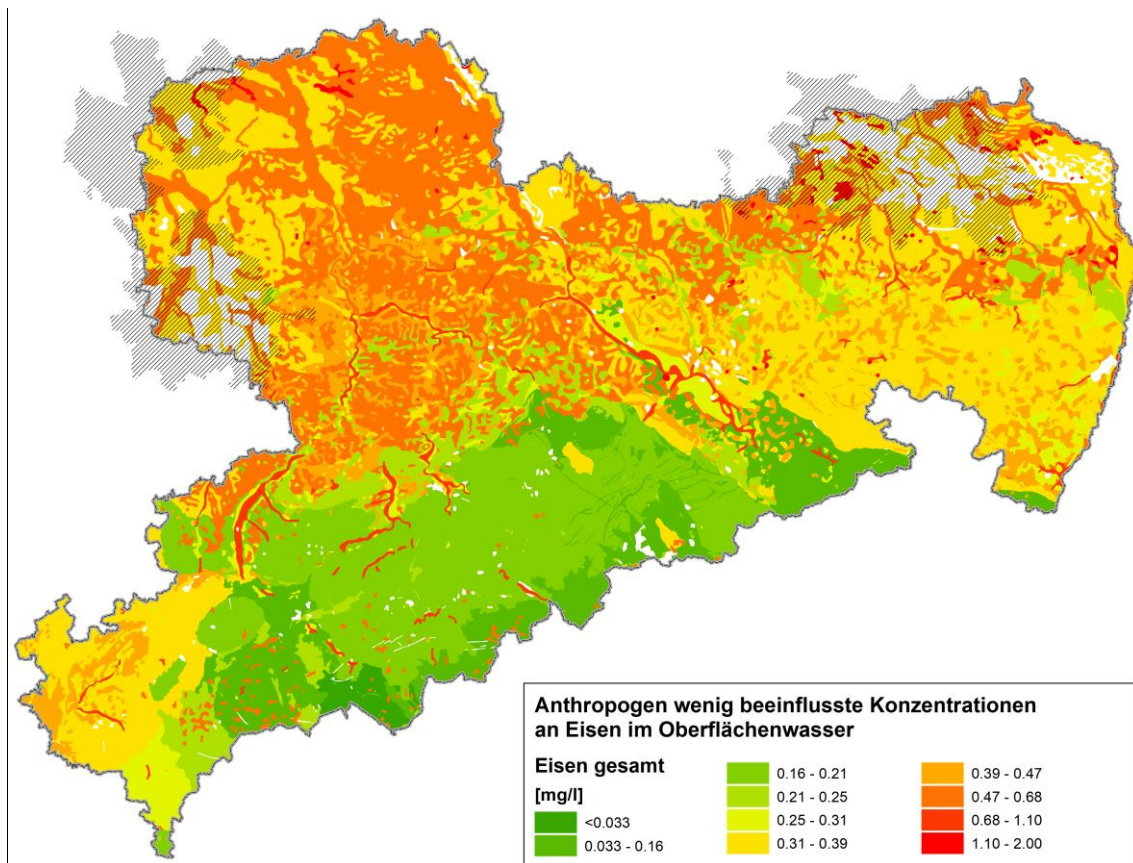 Anthropogen wenig beeinflusste Konzentrationen
an Eisen im Oberflächenwasser
Eisen gesamt
[mg/l]
<0.033
0.033 - 0.16
0.16 - 0.21
0.21 - 0.25
0.25 - 0.31
0.31 - 0.39
0.39 - 0.47
0.47 - 0.68
0.68 - 1.10
1.10 - 2.00